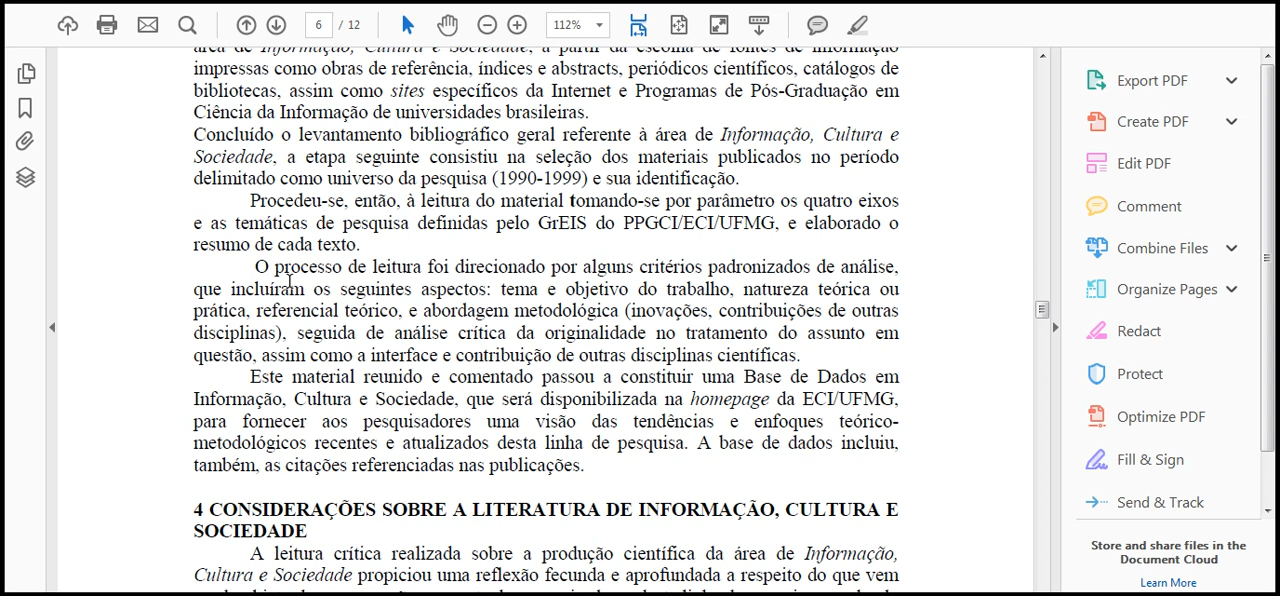 6 / 12
112%
área de Informação, Cultura e Sociedade, a partir da escolha de fontes de informação
impressas como obras de referência, índices e abstracts, periódicos científicos, catálogos de
bibliotecas, assim como sites específicos da Internet e Programas de Pós-Graduação em
Ciência da Informação de universidades brasileiras.
Concluído o levantamento bibliográfico geral referente à área de Informação, Cultura e
Sociedade, a etapa seguinte consistiu na seleção dos materiais publicados no período
delimitado como universo da pesquisa (1990-1999) e sua identificação.
Procedeu-se, então, à leitura do material tomando-se por parâmetro os quatro eixos
e as temáticas de pesquisa definidas pelo GrEIS do PPGCI/ECI/UFMG, e elaborado o
resumo de cada texto.
O processo de leitura foi direcionado por alguns critérios padronizados de análise,
que incluíram os seguintes aspectos: tema e objetivo do trabalho, natureza teórica ou
prática, referencial teórico, e abordagem metodológica (inovações, contribuições de outras
disciplinas), seguida de análise crítica da originalidade no tratamento do assunto em
questão, assim como a interface e contribuição de outras disciplinas científicas.
Este material reunido e comentado passou a constituir uma Base de Dados em
Informação, Cultura e Sociedade, que será disponibilizada na homepage da ECI/UFMG,
para fornecer aos pesquisadores uma visão das tendências e enfoques teórico-
metodológicos recentes e atualizados desta linha de pesquisa. A base de dados incluiu,
também, as citações referenciadas nas publicações.
4 CONSIDERAÇÕES SOBRE A LITERATURA DE INFORMAÇÃO, CULTURA E
SOCIEDADE
A leitura crítica realizada sobre a produção científica da área de Informação,
Cultura e Sociedade propiciou uma reflexão fecunda e aprofundada a respeito do que vem
Export PDF
Create PDF
Edit PDF
Comment
Combine Files
Organize Pages
Redact
Protect
Optimize PDF
Fill & Sign
Send & Track
Store and share files in the
Document Cloud
Learn More